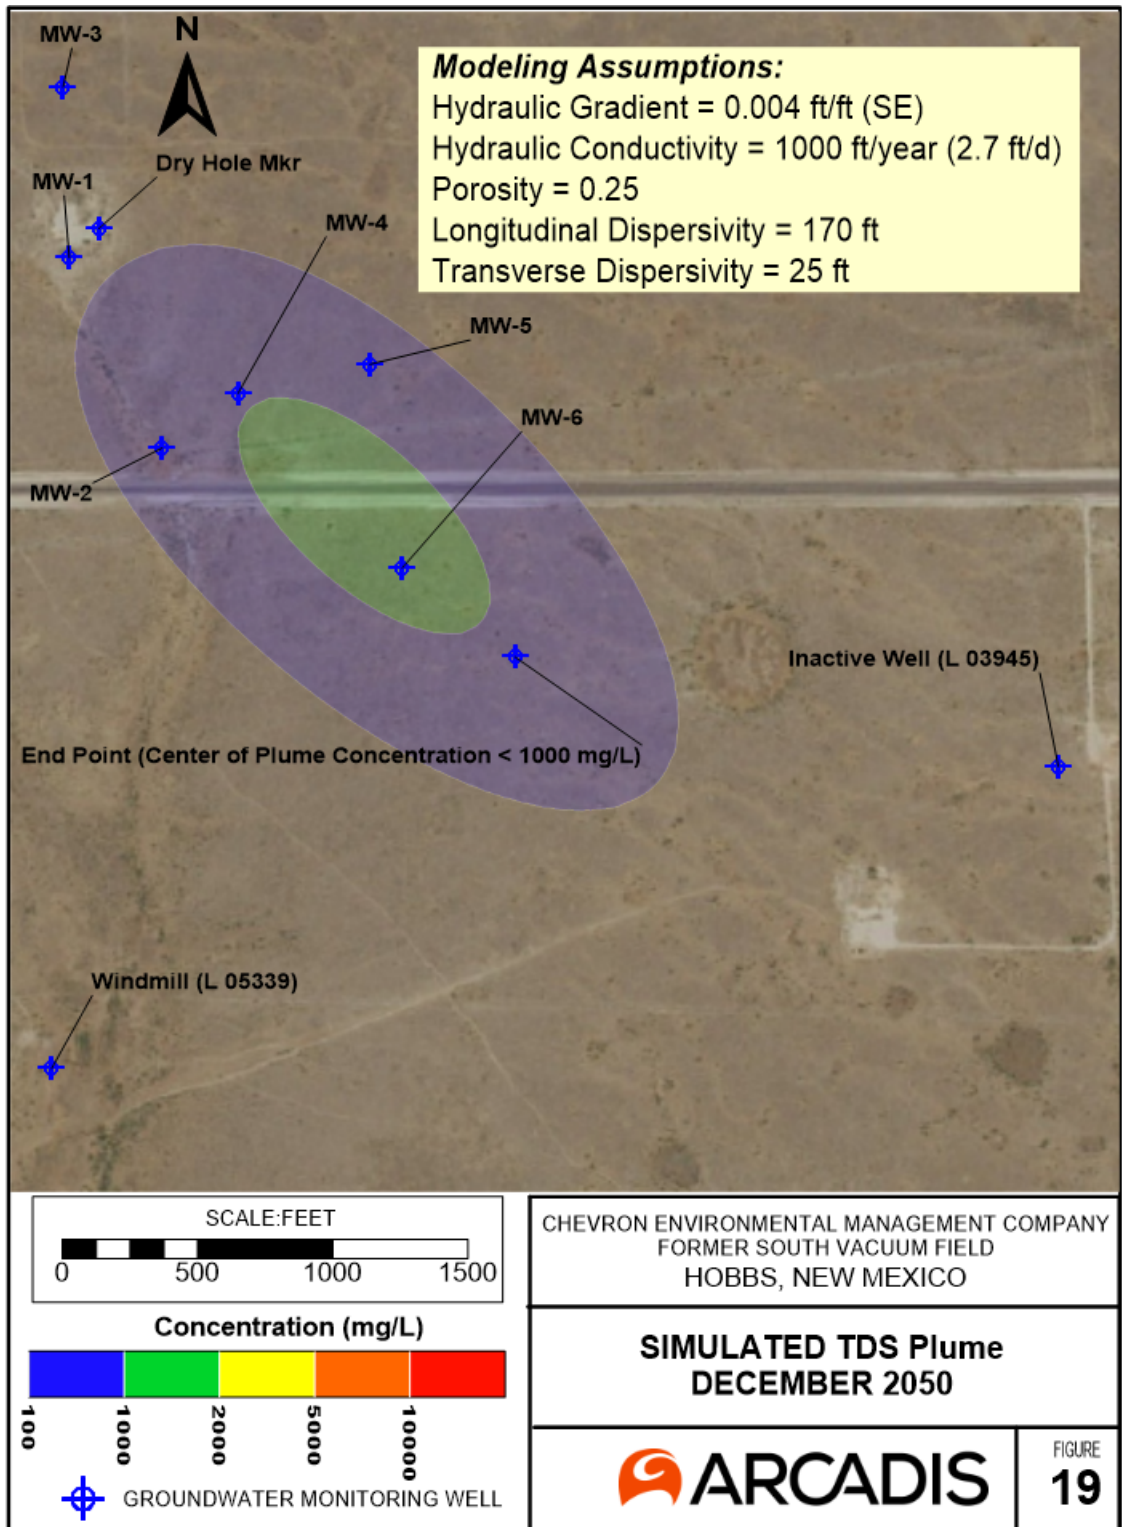 MW-3
N
Modeling Assumptions:
Hydraulic Gradient = 0.004 ft/ft (SE)
Hydraulic Conductivity = 1000 ft/year (2.7 ft/d)
Porosity = 0.25
Longitudinal Dispersivity = 170 ft
Transverse Dispersivity = 25 ft
Dry Hole Mkr
MW-1
MW-4
MW-5
MW-6
MW-2
Inactive Well (L 03945)
End Point (Center of Plume Concentration < 1000 mg/L)
Windmill (L 05339)
SCALE:FEET
0 500 1000 1500
Concentration (mg/L)
100 1000 2000 5000 10000
GROUNDWATER MONITORING WELL
CHEVRON ENVIRONMENTAL MANAGEMENT COMPANY
FORMER SOUTH VACUUM FIELD
HOBBS, NEW MEXICO
SIMULATED TDS Plume
DECEMBER 2050
ARCADIS
FIGURE
19